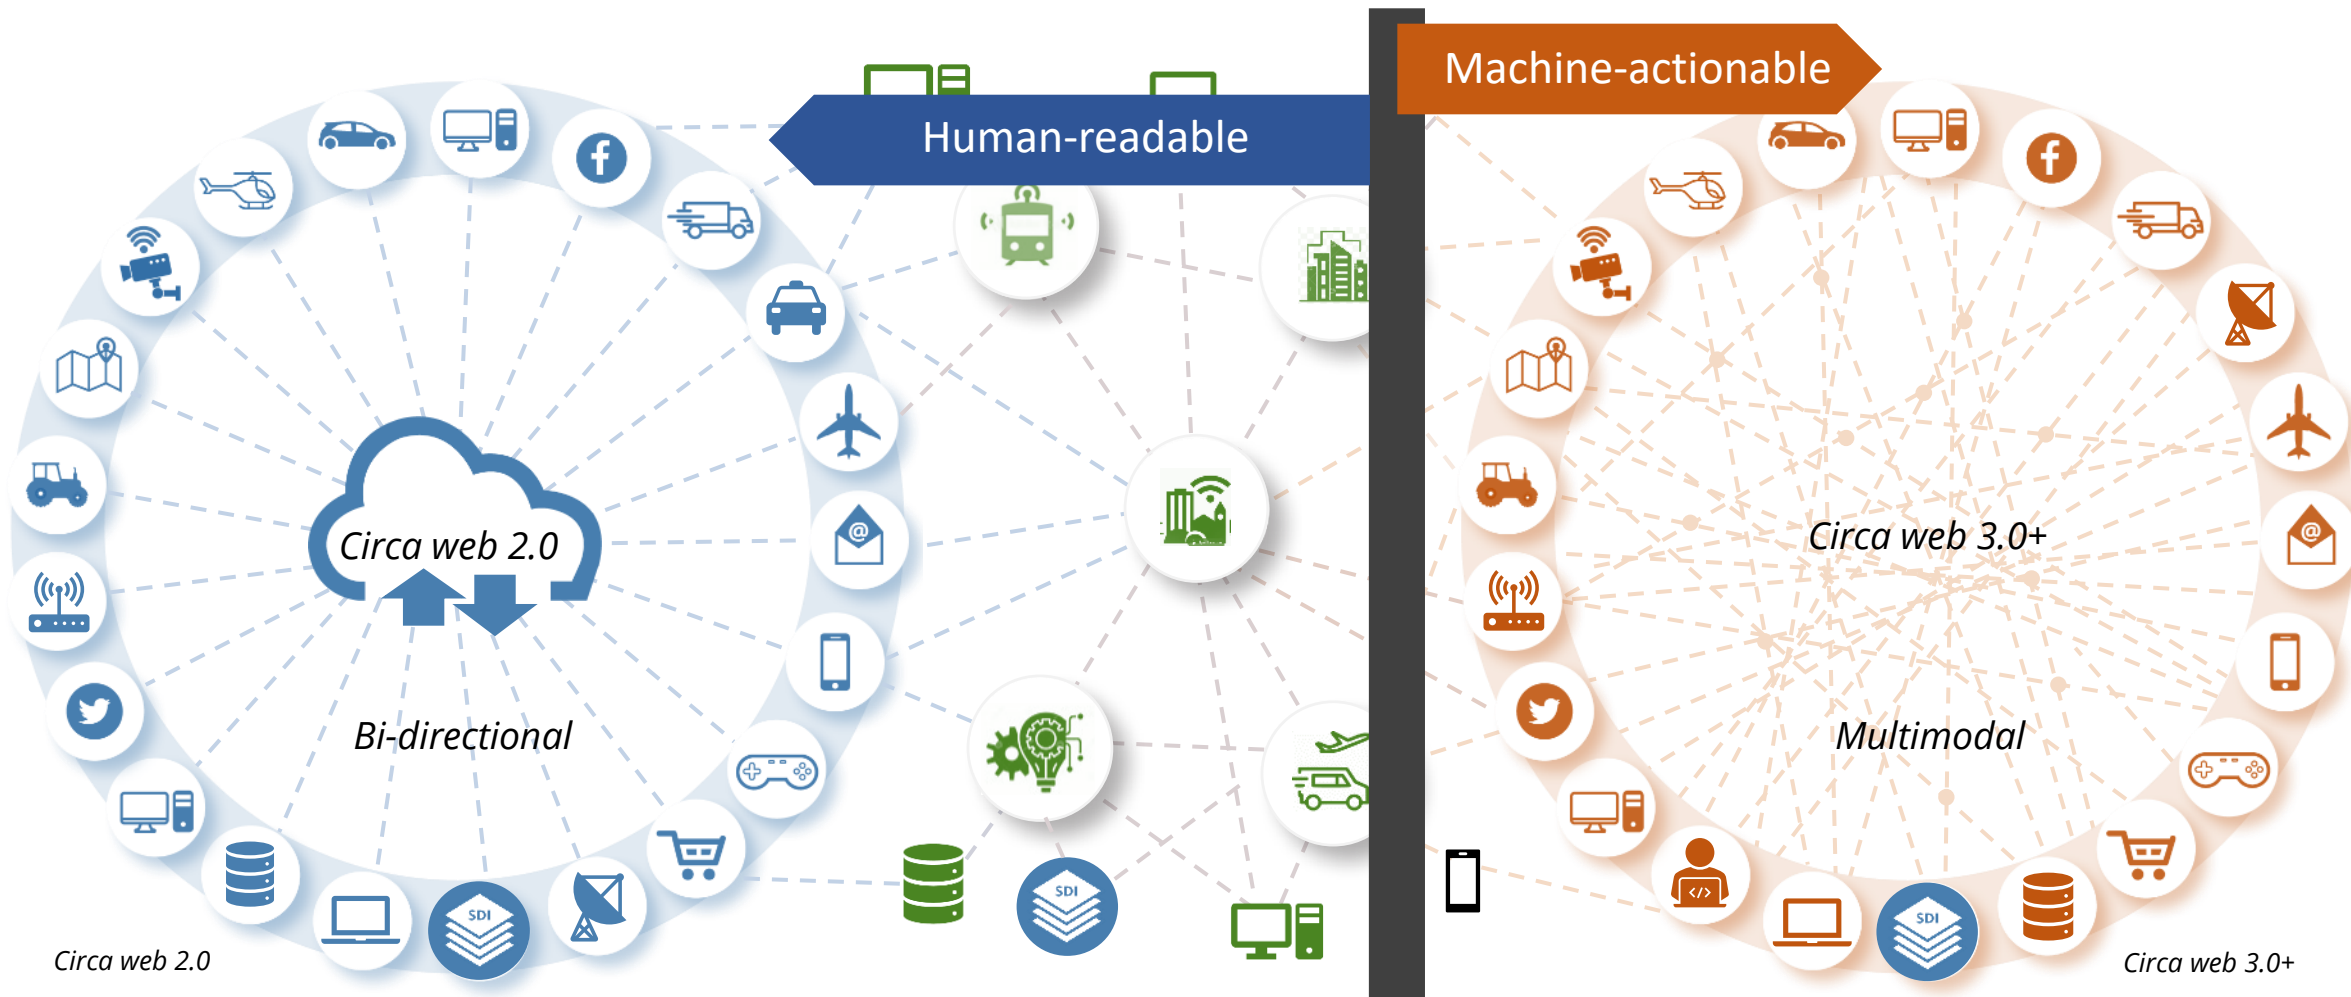 Machine-actionable
Human-readable
Circa web 2.0
Circa web 3.0+
@
@
Bi-directional
Multimodal
</>
SDI
SDI
SDI
Circa web 2.0
Circa web 3.0+